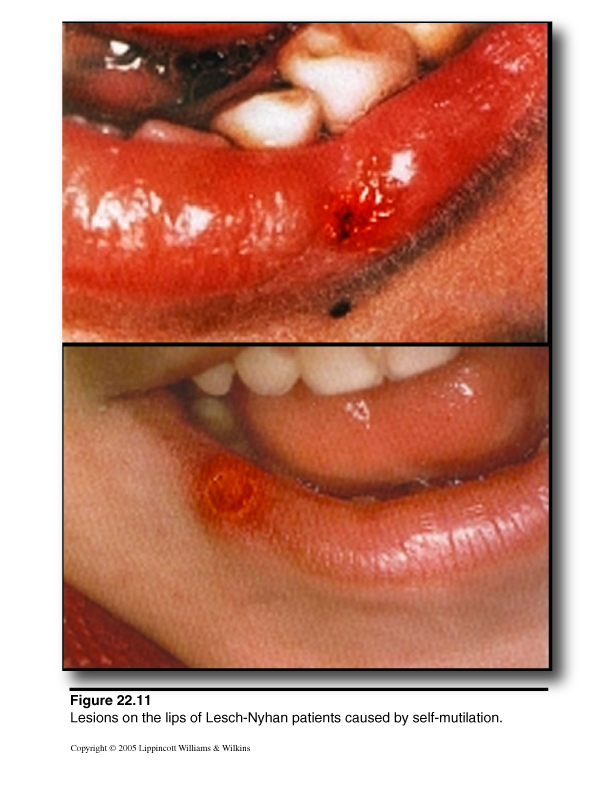 Figure 22.11
Lesions on the lips of Lesch-Nyhan patients caused by self-mutilation.
Copyright © 2005 Lippincott Williams & Wilkins